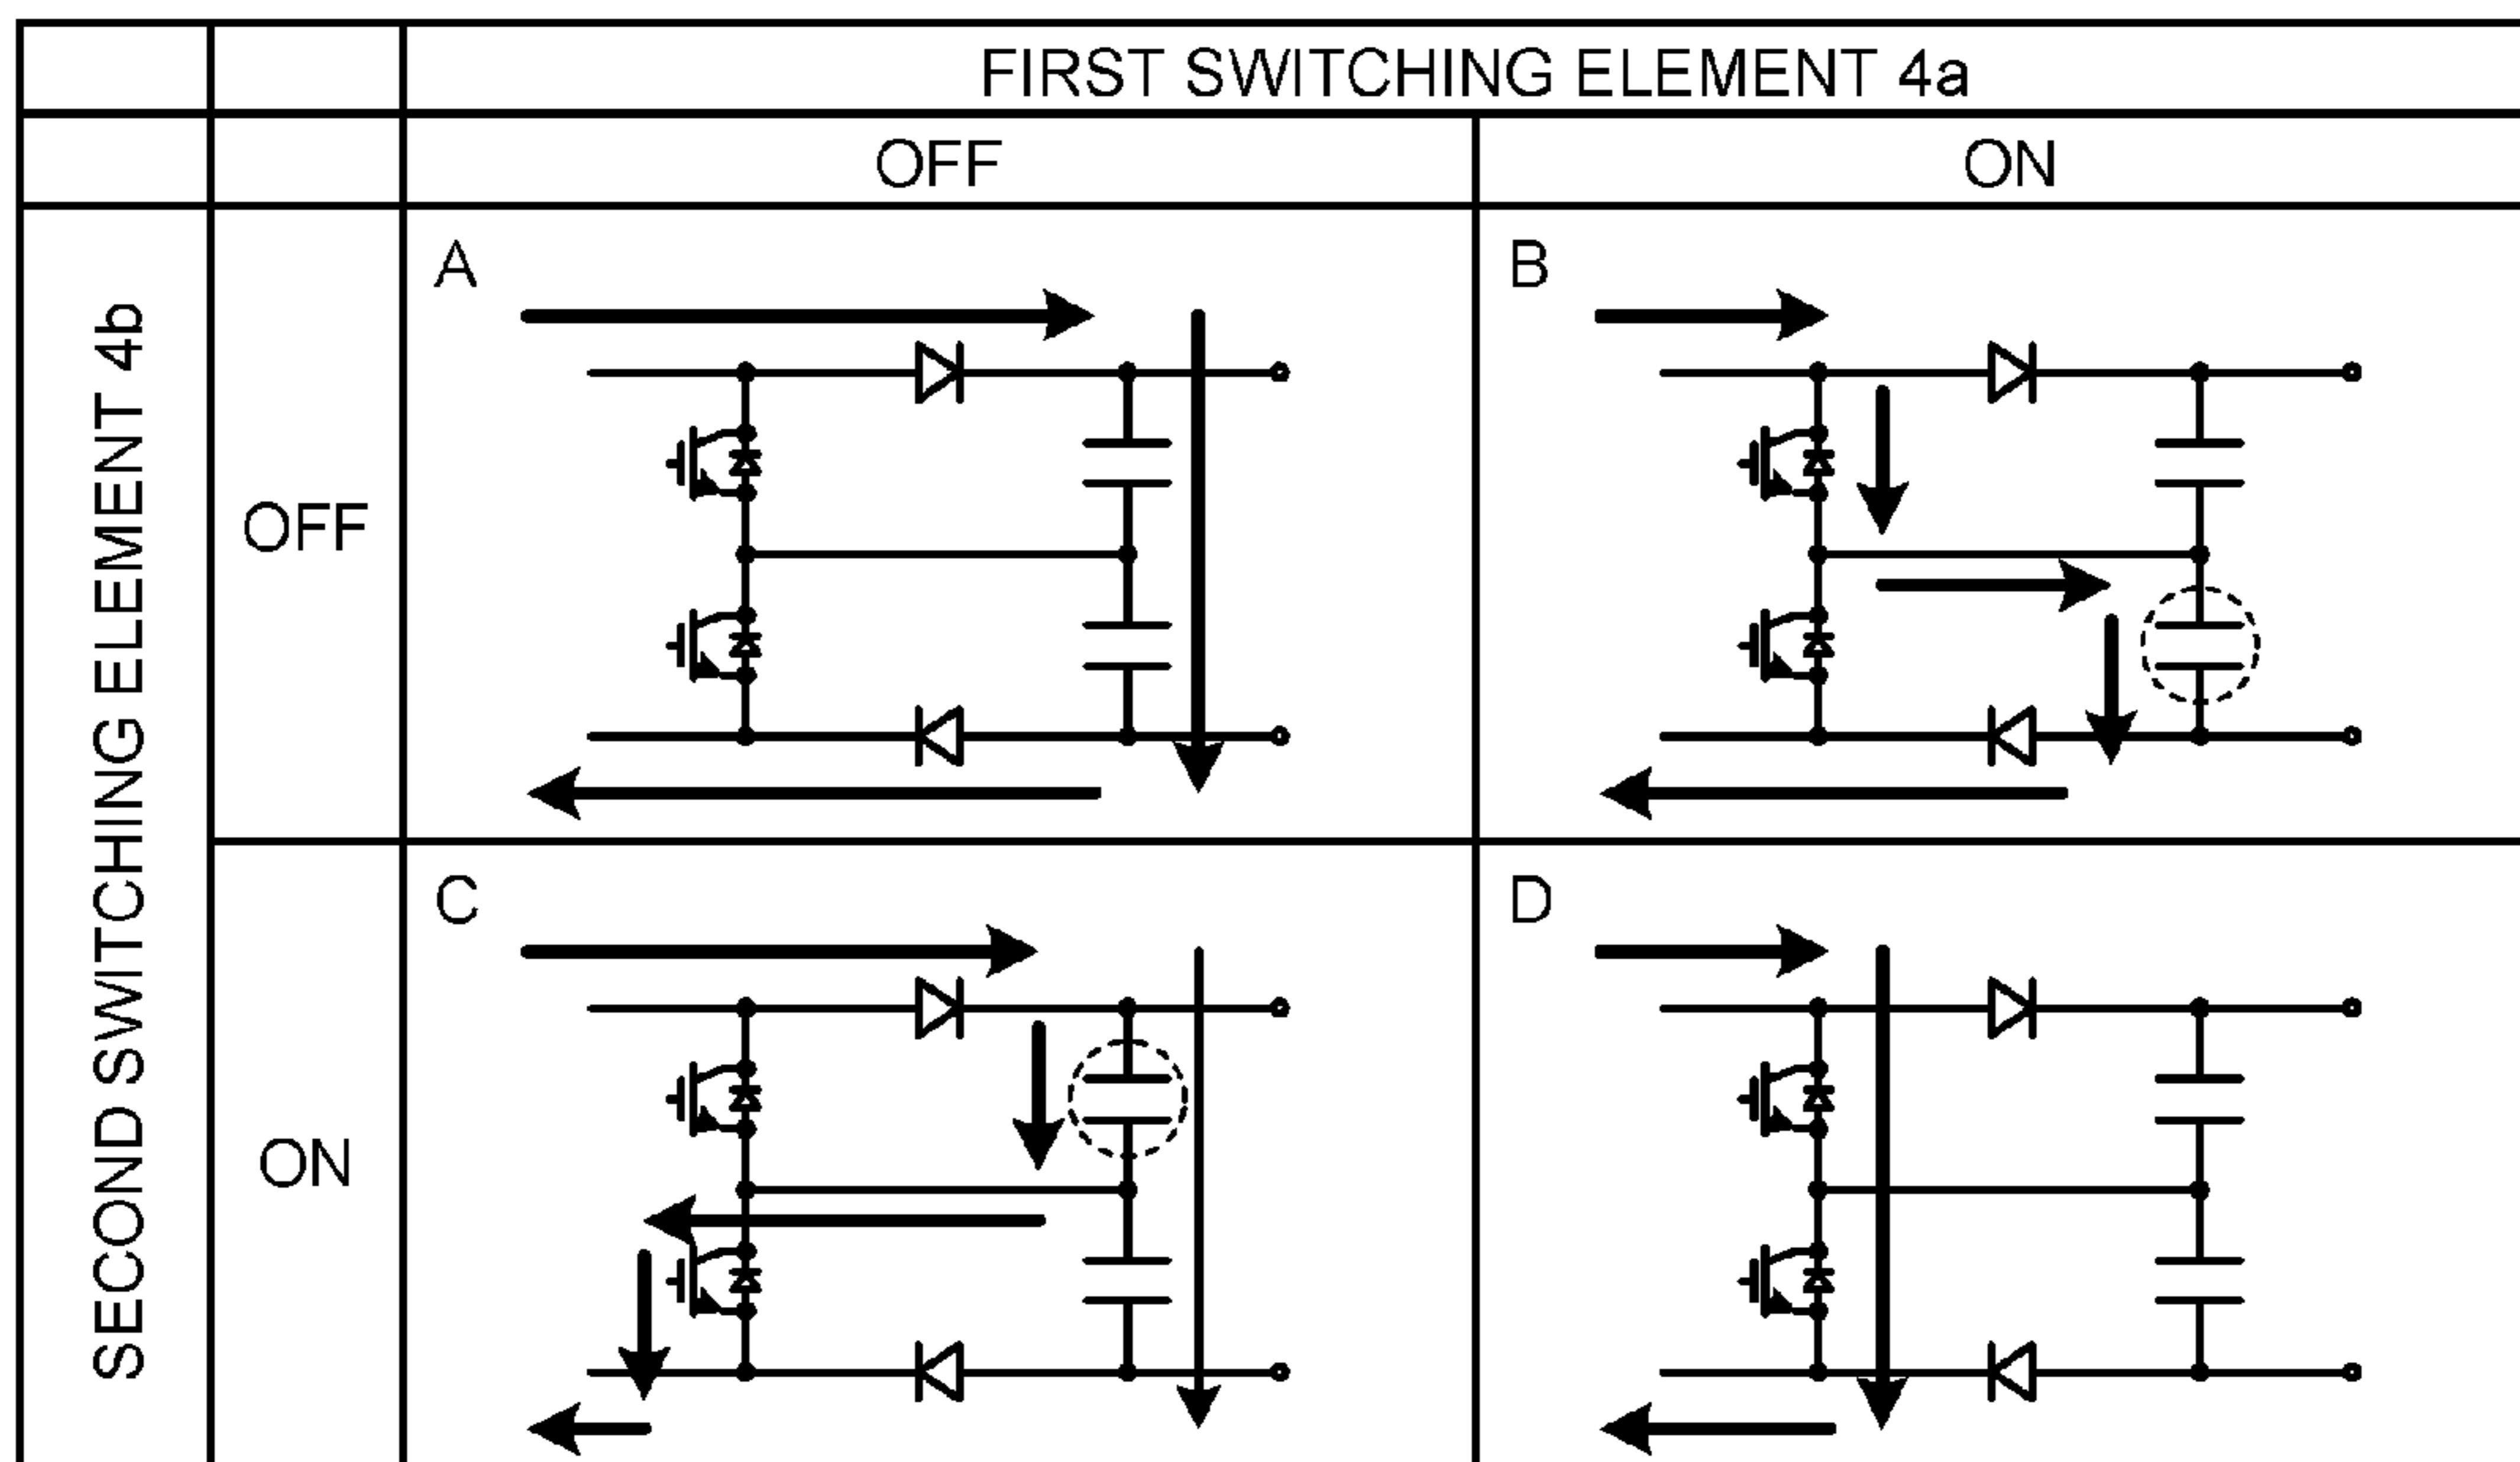 FIRST SWITCHING ELEMENT 4a
OFF
ON
SECOND SWITCHING ELEMENT 4b
OFF
A
B
ON
C
D